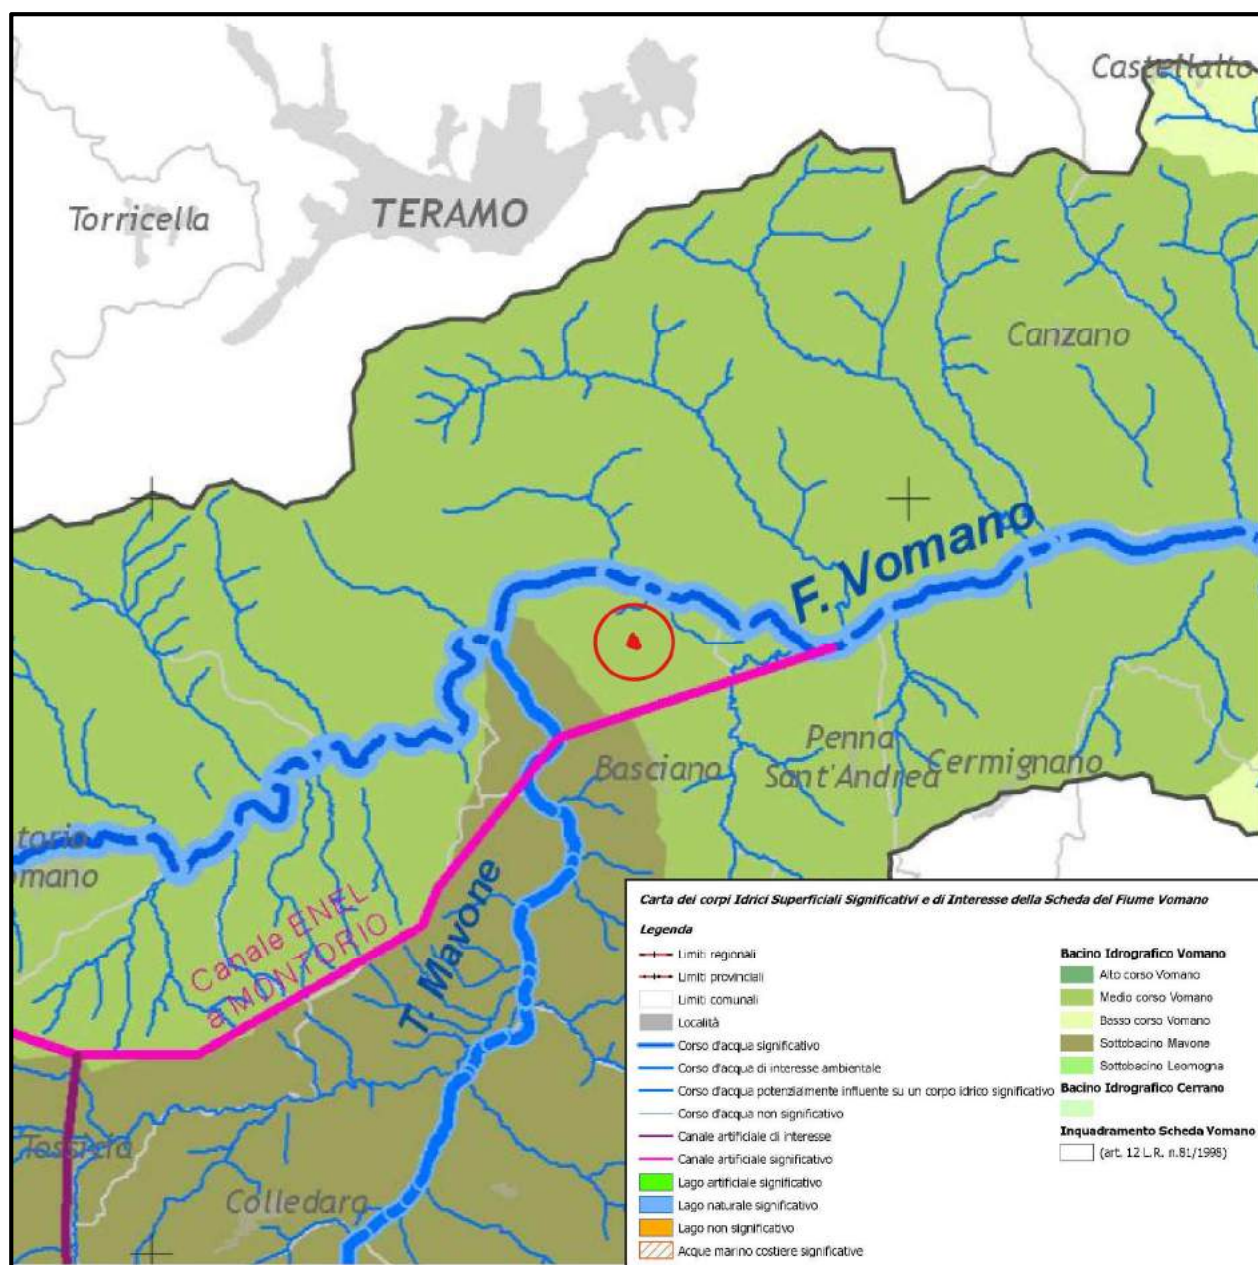 Castellalto
Torricella
TERAMO
Canzano
F. Vomano
Penna
Sant'Andrea
Cermignano
Basciano
torio
omano
Canale ENEL
a MONTORIO
T. Mavone
Tossicia
Colledara
Carta dei corpi Idrici Superficiali Significativi e di Interesse della Scheda del Fiume Vomano
Legenda
Limiti regionali
Limiti provinciali
Limiti comunali
Località
Corso d'acqua significativo
Corso d'acqua di interesse ambientale
Corso d'acqua potenzialmente influente su un corpo idrico significativo
Corso d'acqua non significativo
Canale artificiale di interesse
Canale artificiale significativo
Lago artificiale significativo
Lago naturale significativo
Lago non significativo
Acque marino costiere significative
Bacino Idrografico Vomano
Alto corso Vomano
Medio corso Vomano
Basso corso Vomano
Sottobacino Mavone
Sottobacino Leomogna
Bacino Idrografico Cerrano
Inquadramento Scheda Vomano
(art. 12 L.R. n.81/1998)